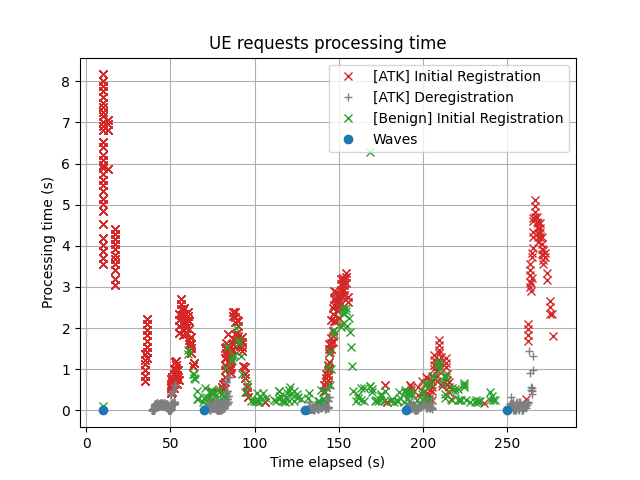 UE requests processing time
[ATK] Initial Registration
[ATK] Deregistration
[Benign] Initial Registration
Waves
Processing time (s)
8
7
6
5
4
3
2
1
0
0 50 100 150 200 250
Time elapsed (s)